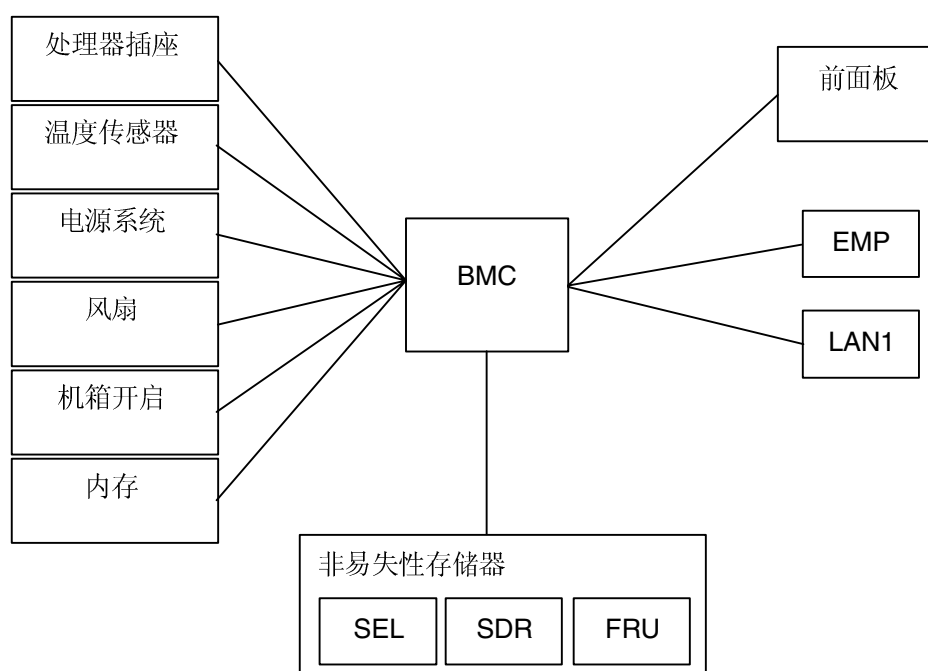 处理器插座
温度传感器
电源系统
风扇
机箱开启
内存
BMC
前面板
EMP
LAN1
非易失性存储器
SEL
SDR
FRU